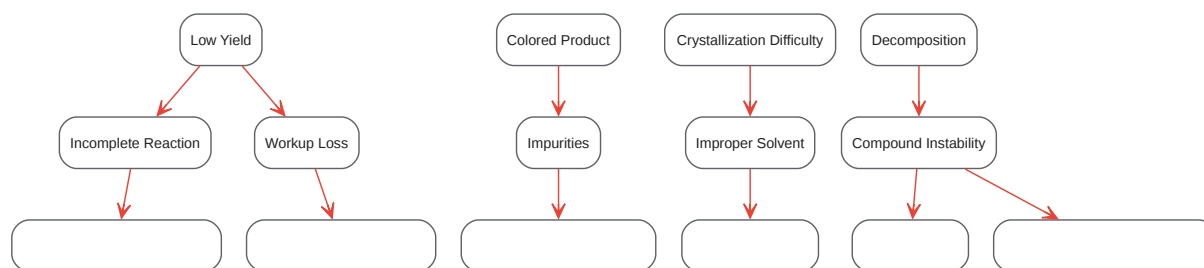 Low Yield
Colored Product
Crystallization Difficulty
Decomposition
Incomplete Reaction
Workup Loss
Impurities
Improper Solvent
Compound Instability